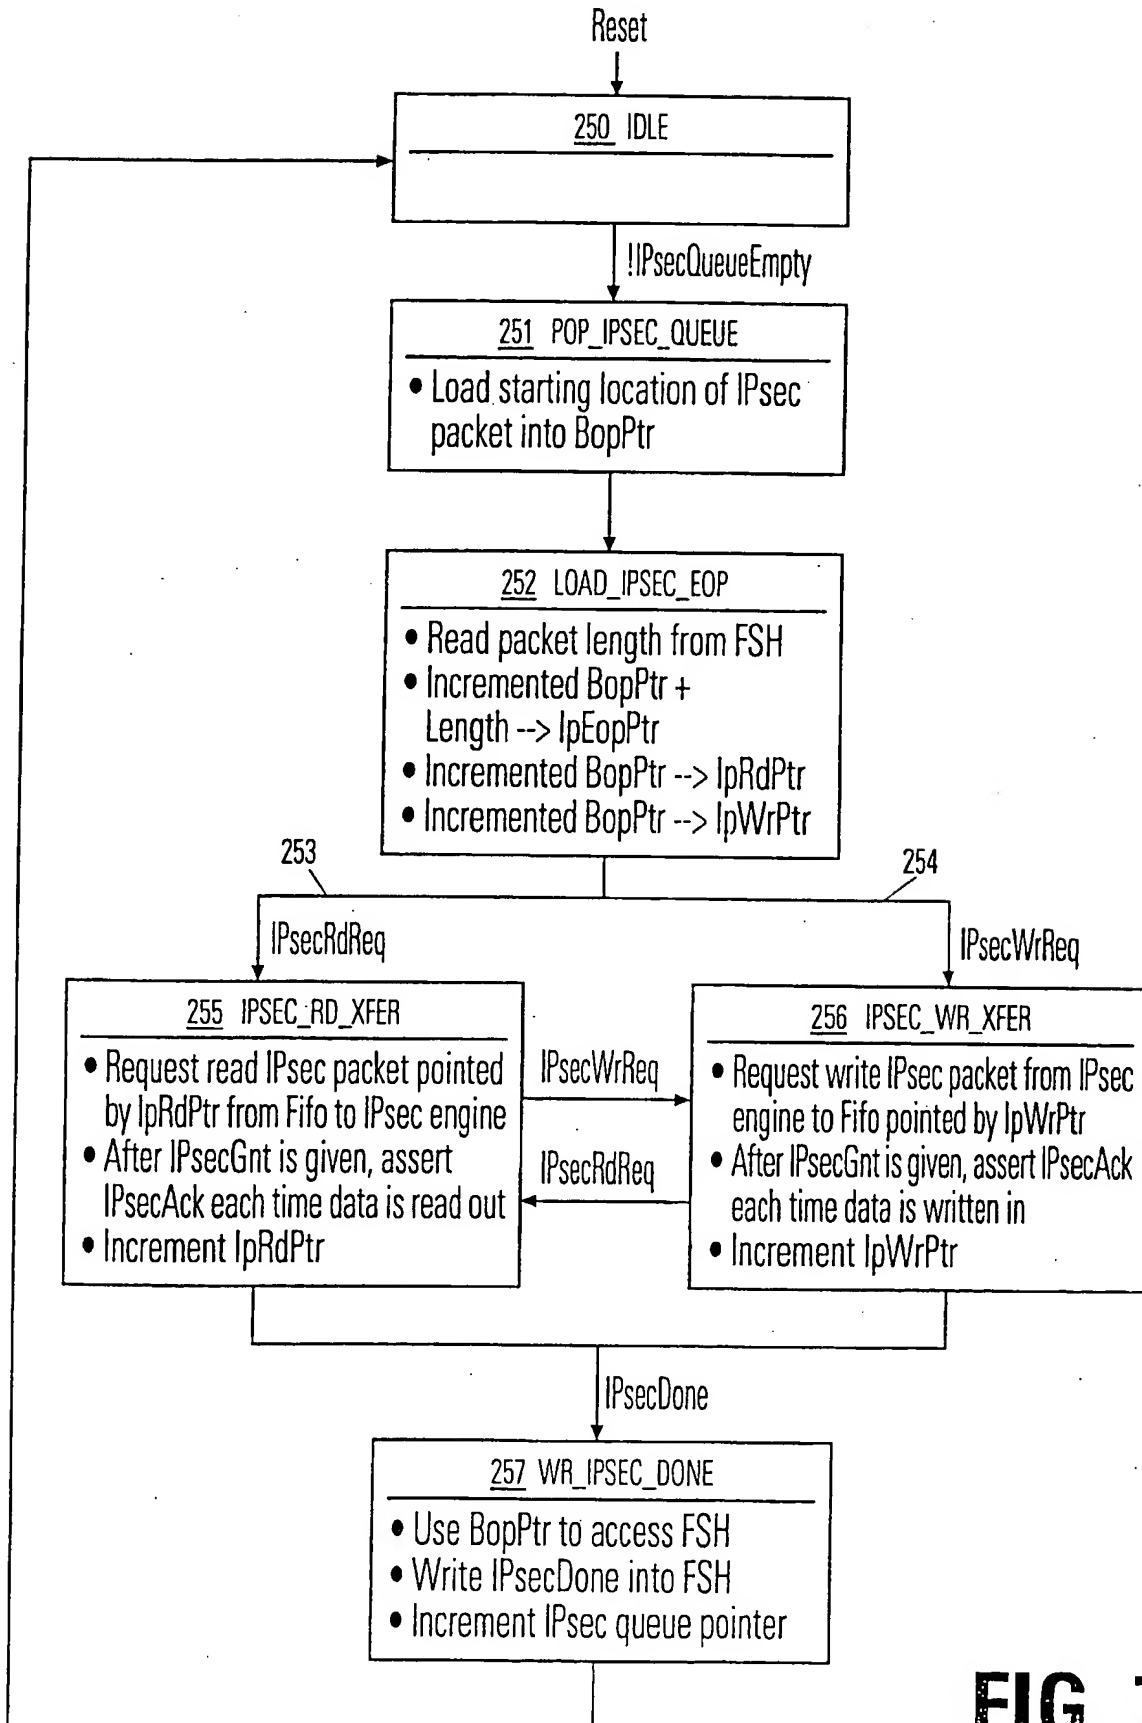 Reset
250 IDLE
!IPsecQueueEmpty
251 POP_IPSEC_QUEUE
• Load starting location of IPsec
packet into BopPtr
252 LOAD_IPSEC_EOP
• Read packet length from FSH
• Incremented BopPtr +
Length --> IpEopPtr
• Incremented BopPtr --> IpRdPtr
• Incremented BopPtr --> IpWrPtr
253
254
IPsecRdReq
IPsecWrReq
255 IPSEC_RD_XFER
• Request read IPsec packet pointed
by IpRdPtr from Fifo to IPsec engine
• After IPsecGnt is given, assert
IPsecAck each time data is read out
• Increment IpRdPtr
IPsecWrReq
IPsecRdReq
256 IPSEC_WR_XFER
• Request write IPsec packet from IPsec
engine to Fifo pointed by IpWrPtr
• After IPsecGnt is given, assert IPsecAck
each time data is written in
• Increment IpWrPtr
IPsecDone
257 WR_IPSEC_DONE
• Use BopPtr to access FSH
• Write IPsecDone into FSH
• Increment IPsec queue pointer
FIG.